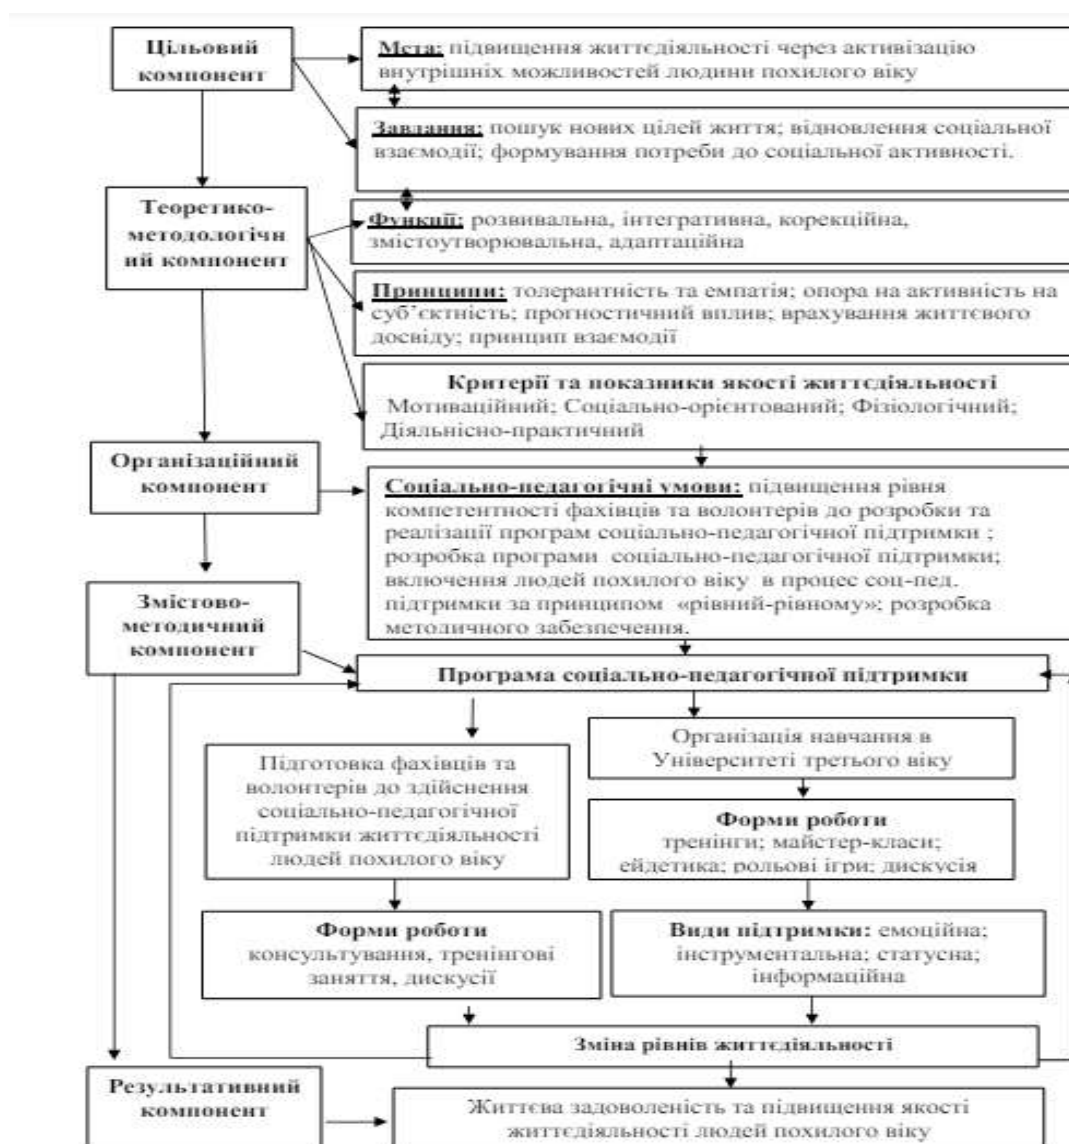 Цільовий
компонент
Мета: підвищення життєдіяльності через активізацію
внутрішніх можливостей людини похилого віку
Завдання: пошук нових цілей життя; відновлення соціальної
взаємодії; формування потреби до соціальної активності.
Теоретико-
методологічн
ий компонент
Функції: розвивальна, інтегративна, корекційна,
змістоутворювальна, адаптаційна
Принципи: толерантність та емпатія; опора на активність на
суб’єктність; прогностичний вплив; врахування життєвого
досвіду; принцип взаємодії
Критерії та показники якості життєдіяльності
Мотиваційний; Соціально-орієнтований; Фізіологічний;
Діяльнісно-практичний
Організаційний
компонент
Соціально-педагогічні умови: підвищення рівня
компетентності фахівців та волонтерів до розробки та
реалізації програм соціально-педагогічної підтримки ;
розробка програми соціально-педагогічної підтримки;
включення людей похилого віку в процес соц-пед.
підтримки за принципом «рівний-рівному»; розробка
методичного забезпечення.
Змістово-
методичний
компонент
Програма соціально-педагогічної підтримки
Підготовка фахівців та
волонтерів до здійснення
соціально-педагогічної
підтримки життєдіяльності
людей похилого віку
Організація навчання в
Університеті третього віку
Форми роботи
тренінги; майстер-класи;
ейдетика; рольові ігри; дискусія
Форми роботи
консультування, тренінгові
заняття, дискусії
Види підтримки: емоційна;
інструментальна; статусна;
інформаційна
Зміна рівнів життєдіяльності
Результативний
компонент
Життєва задоволеність та підвищення якості
життєдіяльності людей похилого віку